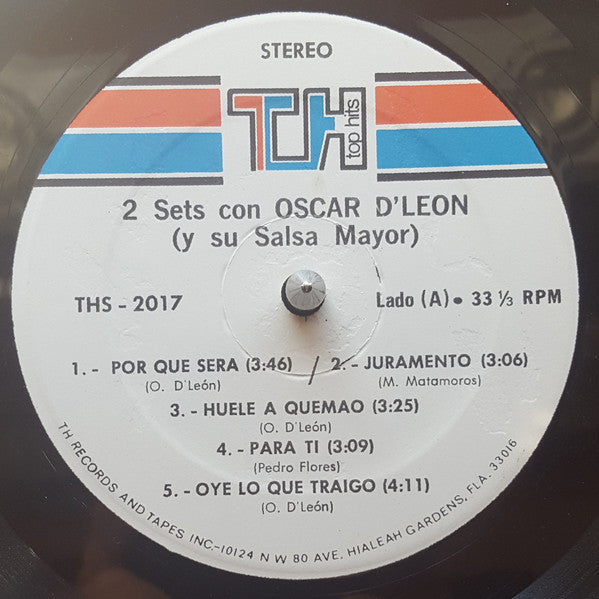 STEREO
TH
top hits
2 Sets con OSCAR D'LEON
(y su Salsa Mayor)
THS - 2017
Lado (A) • 33 ⅓ RPM
1. - POR QUE SERA (3:46) / 2. - JURAMENTO (3:06)
(O. D'León) (M. Matamoros)
3. - HUELE A QUEMAO (3:25)
(O. D'León)
4. - PARA TI (3:09)
(Pedro Flores)
5. - OYE LO QUE TRAIGO (4:11)
(O. D'León)
TH RECORDS AND TAPES INC.-10124 N W 80 AVE. HIALEAH GARDENS, FLA. 33016